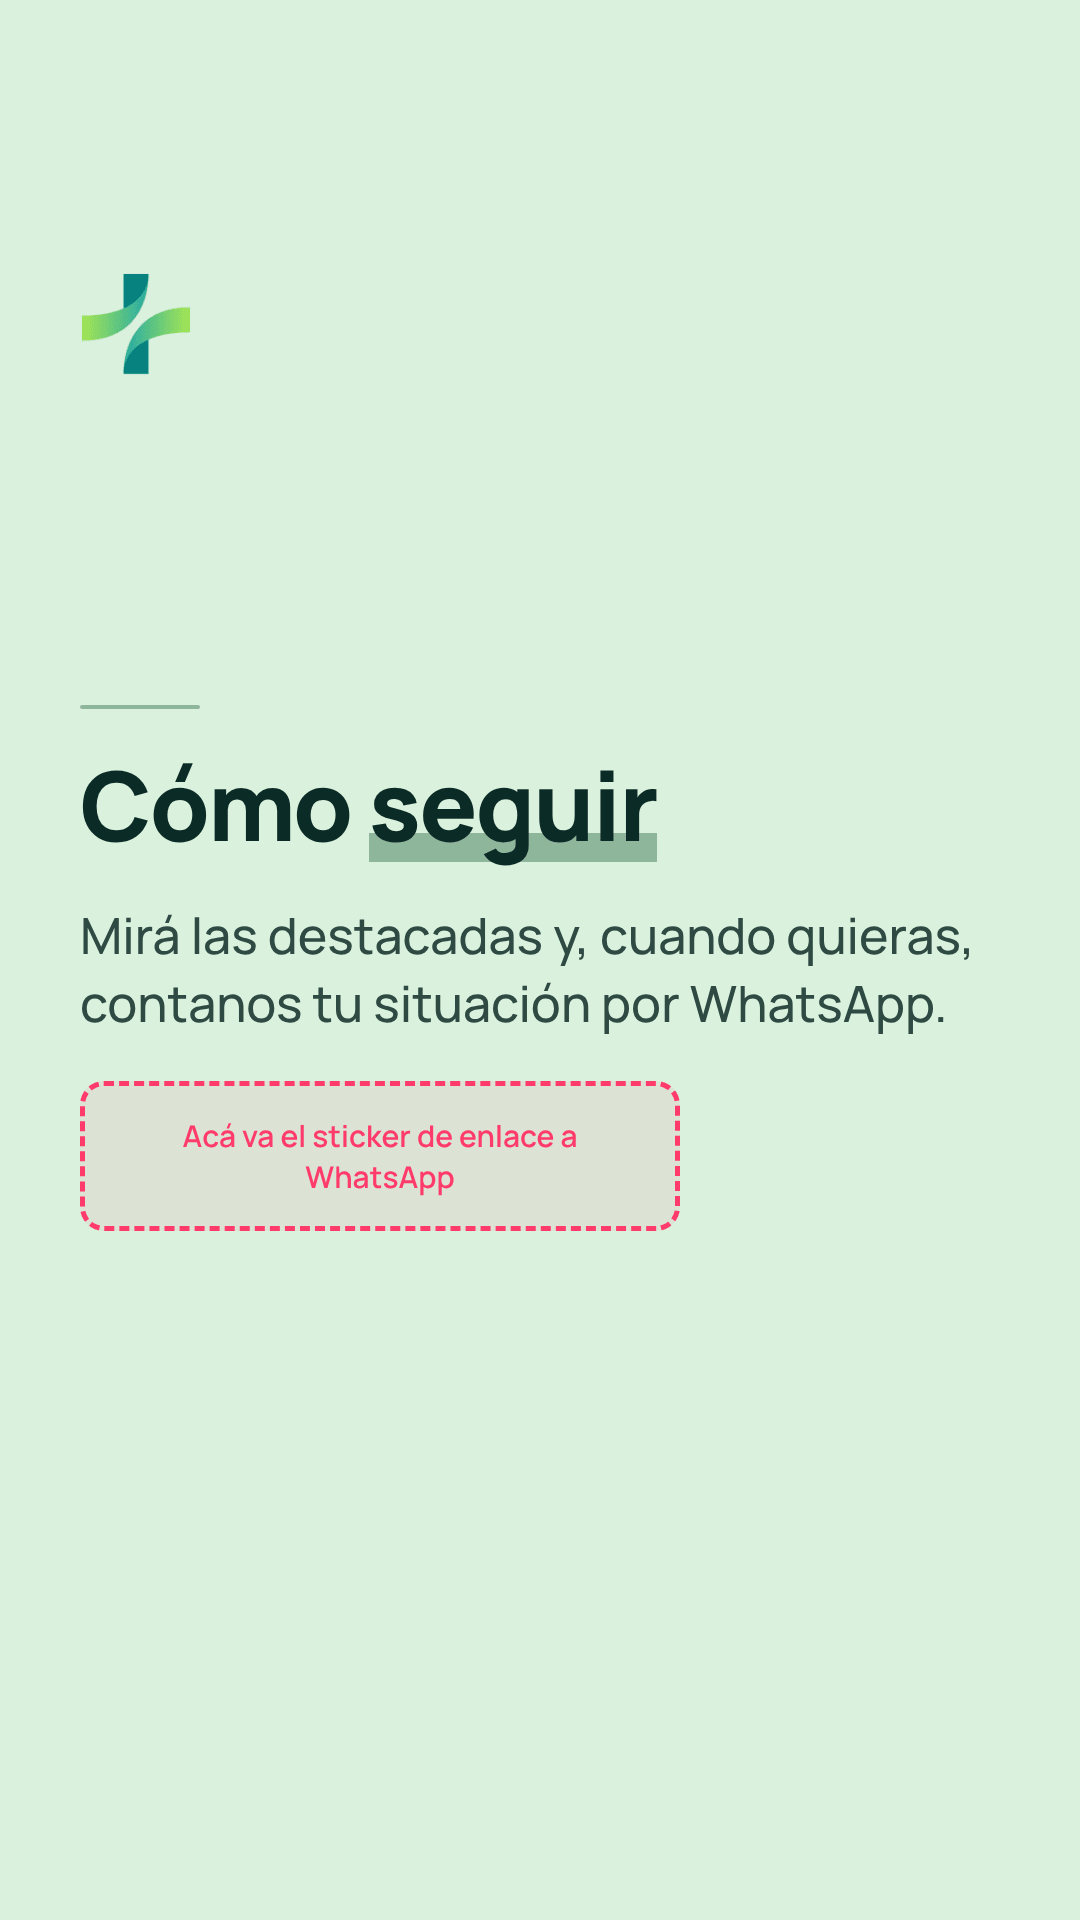 Cómo seguir
Mirá las destacadas y, cuando quieras,
contanos tu situación por WhatsApp.
Acá va el sticker de enlace a
WhatsApp